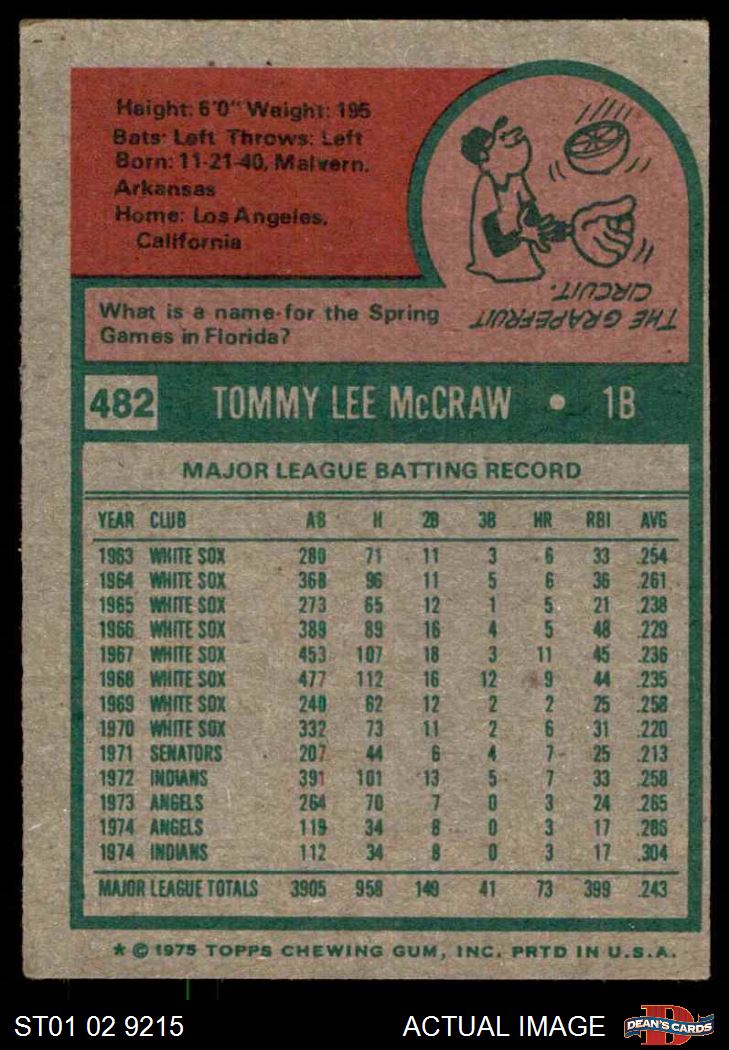 Height: 6'0" Weight: 195
Bats: Left Throws: Left
Born: 11-21-40, Malvern,
Arkansas
Home: Los Angeles,
California
What is a name for the Spring
Games in Florida?
THE GRAPEFRUIT
CIRCUIT.
482 TOMMY LEE McCRAW • 1B
MAJOR LEAGUE BATTING RECORD
YEAR CLUB AB H 2B 3B HR RBI AVG
1963 WHITE SOX 280 71 11 3 6 33 .254
1964 WHITE SOX 368 96 11 5 6 36 .261
1965 WHITE SOX 273 65 12 1 5 21 .238
1966 WHITE SOX 389 89 16 4 5 48 .229
1967 WHITE SOX 453 107 18 3 11 45 .236
1968 WHITE SOX 477 112 16 12 9 44 .235
1969 WHITE SOX 240 62 12 2 2 25 .258
1970 WHITE SOX 332 73 11 2 6 31 .220
1971 SENATORS 207 44 6 4 7 25 .213
1972 INDIANS 391 101 13 5 7 33 .258
1973 ANGELS 264 70 7 0 3 24 .265
1974 ANGELS 119 34 8 0 3 17 .286
1974 INDIANS 112 34 8 0 3 17 .304
MAJOR LEAGUE TOTALS 3905 958 149 41 73 399 .243
* © 1975 TOPPS CHEWING GUM, INC. PRTD IN U.S.A.
ST01 02 9215 ACTUAL IMAGE
D
DEAN'S CARDS